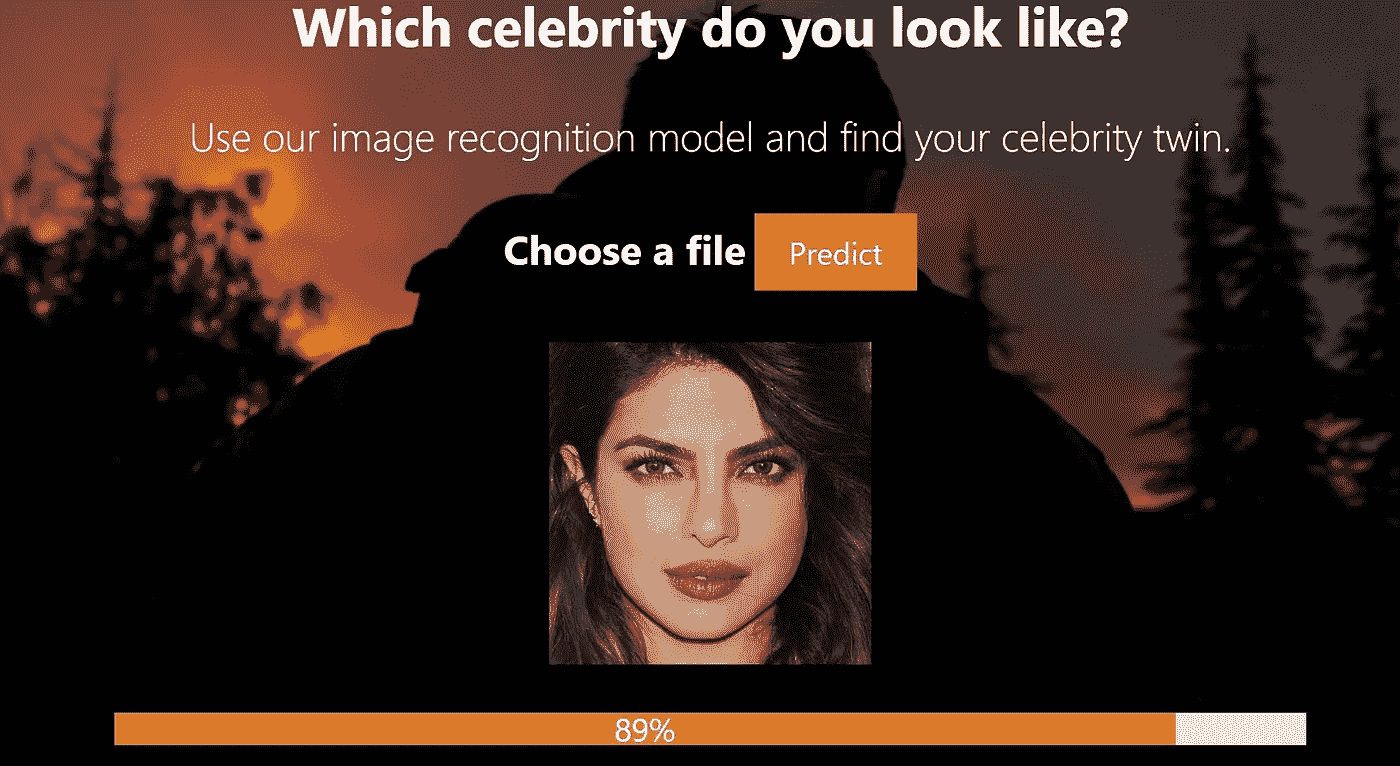 Which celebrity do you look like?
Use our image recognition model and find your celebrity twin.
Choose a file Predict
89%